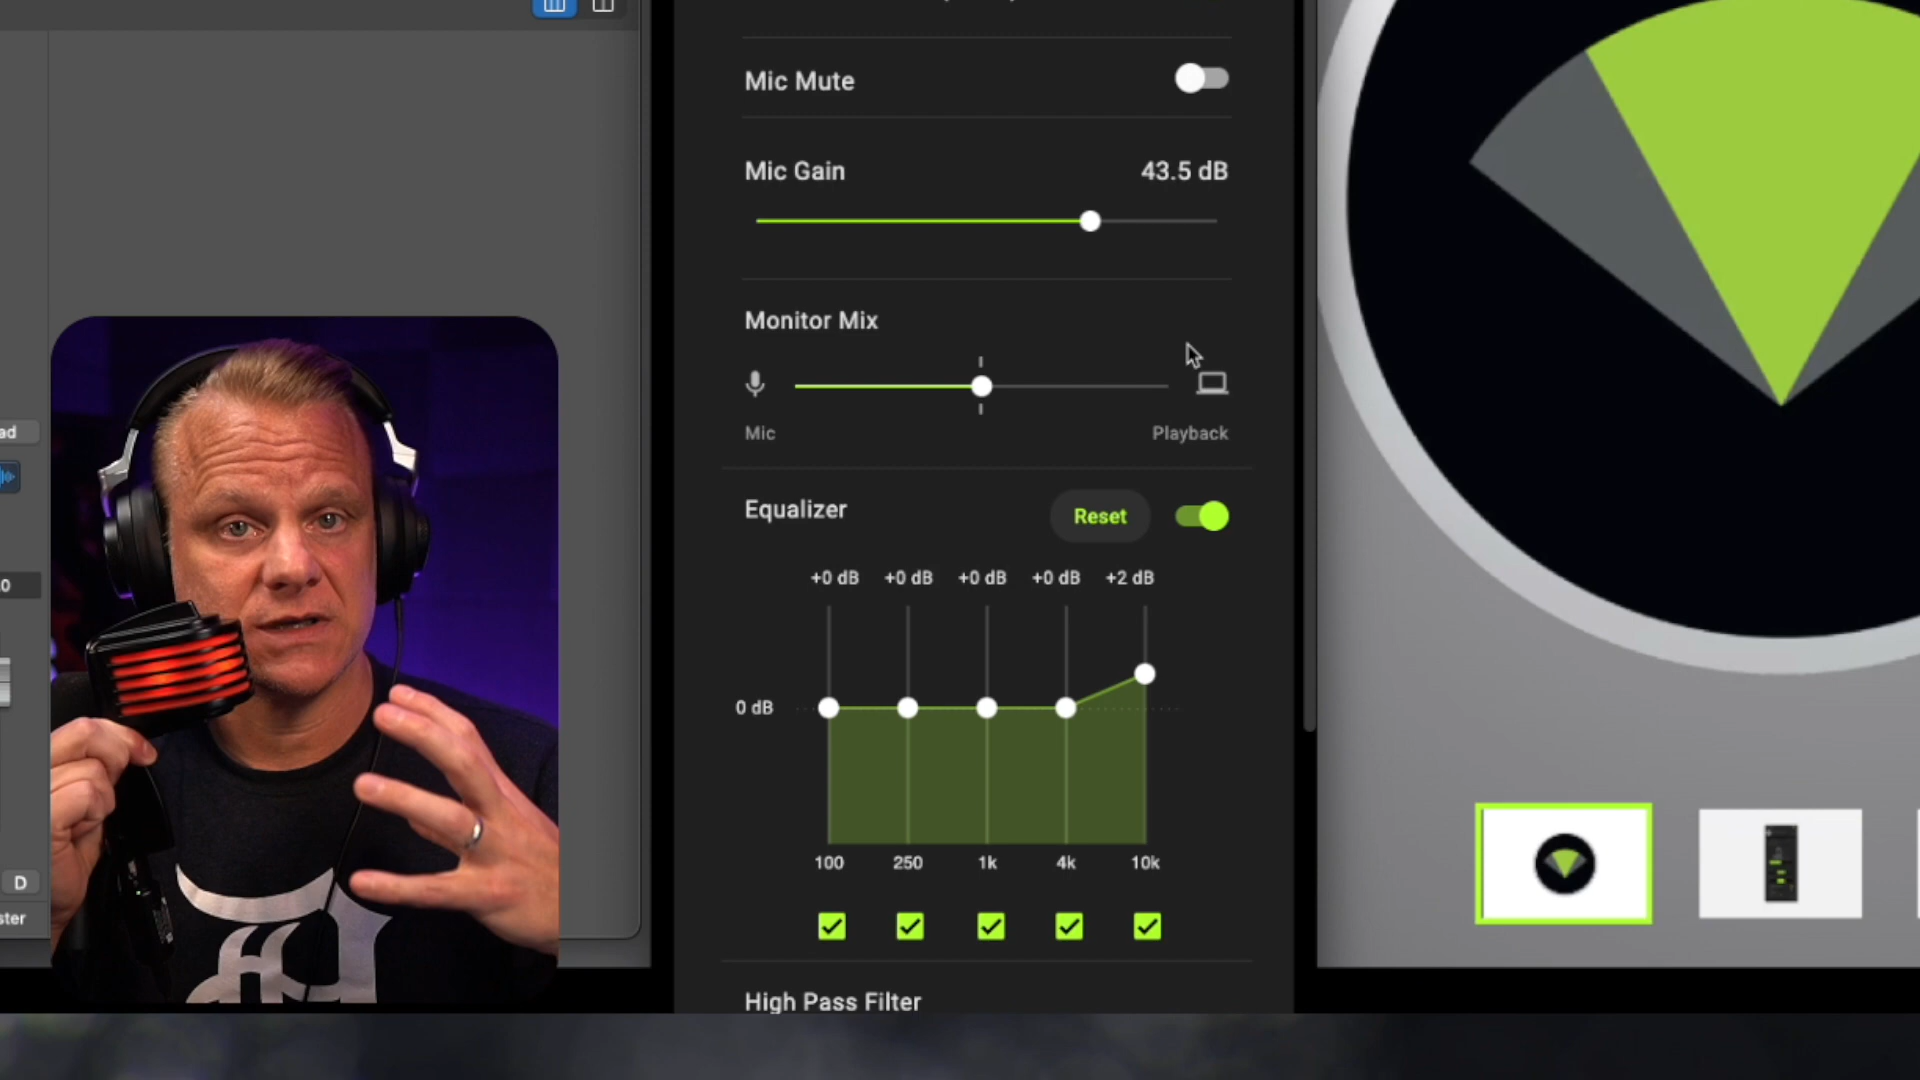 Mic Mute
Mic Gain 43.5 dB
Monitor Mix
Mic Playback
Equalizer Reset
+0 dB +0 dB +0 dB +0 dB +2 dB
0 dB
100 250 1k 4k 10k
High Pass Filter
ad
0
D
ster